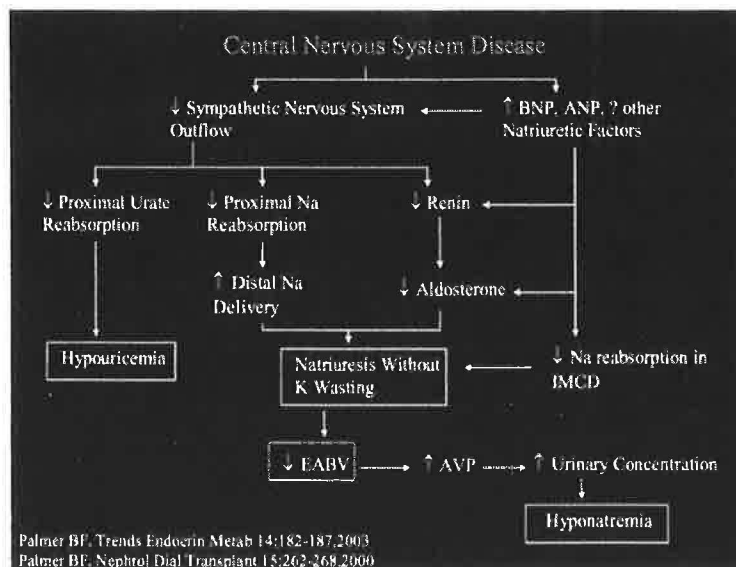 Central Nervous System Disease
↓ Sympathetic Nervous System
Outflow
↑ BNP, ANP, ? other
Natriuretic Factors
↓ Proximal Urate
Reabsorption
↓ Proximal Na
Reabsorption
↓ Renin
↑ Distal Na
Delivery
↓ Aldosterone
Hypouricemia
Natriuresis Without
K Wasting
↓ Na reabsorption in
IMCD
↓ EABV
↑ AVP
↑ Urinary Concentration
Hyponatremia
Palmer BF, Trends Endocrin Metab 14:182-187,2003
Palmer BF, Nephrol Dial Transplant 15:262-268,2000